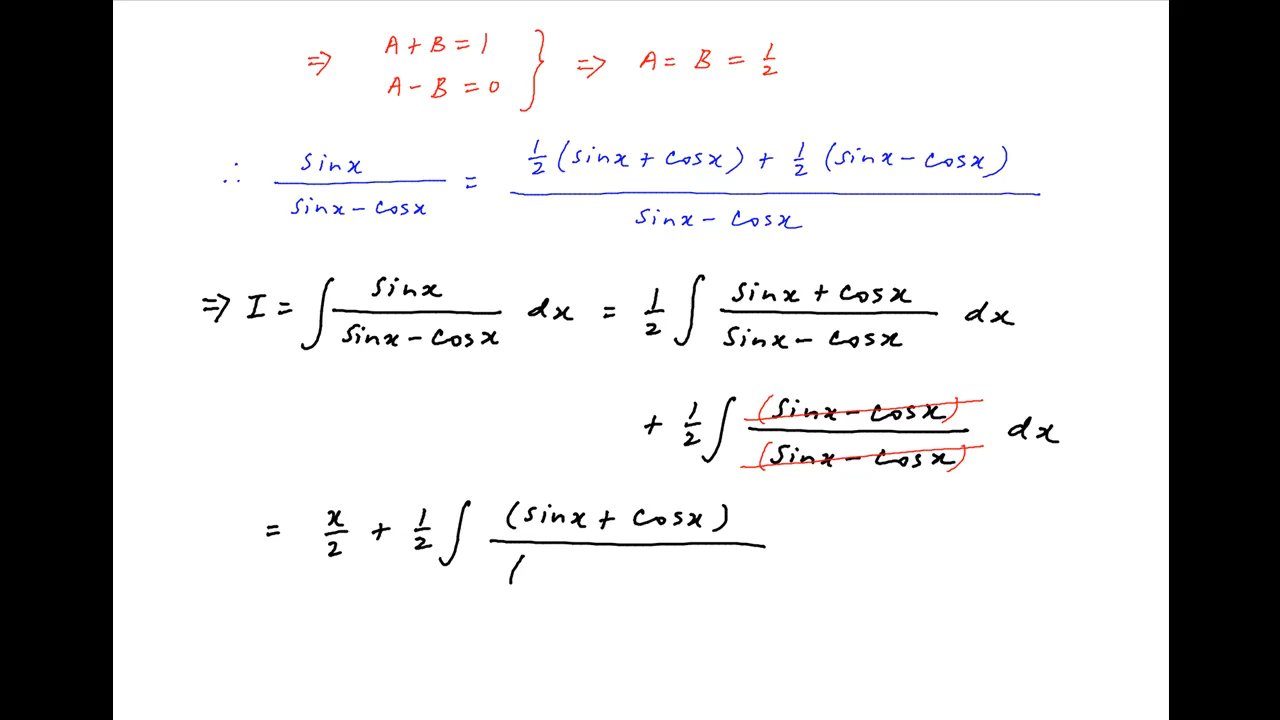 ⇒ A + B = 1 } ⇒ A = B = 1/2
A - B = 0
∴ sinx / (sinx - cosx) = (1/2 (sinx + cosx) + 1/2 (sinx - cosx)) / (sinx - cosx)
⇒ I = ∫ sinx / (sinx - cosx) dx = 1/2 ∫ (sinx + cosx) / (sinx - cosx) dx
+ 1/2 ∫ (sinx - cosx) / (sinx - cosx) dx
= x/2 + 1/2 ∫ (sinx + cosx) / (